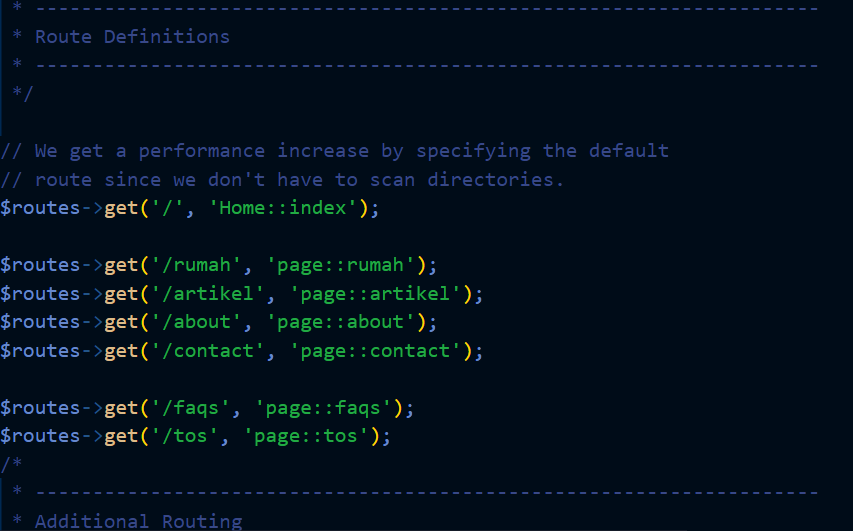 * --------------------------------------------------------------------
* Route Definitions
* --------------------------------------------------------------------
*/
// We get a performance increase by specifying the default
// route since we don't have to scan directories.
$routes->get('/', 'Home::index');
$routes->get('/rumah', 'page::rumah');
$routes->get('/artikel', 'page::artikel');
$routes->get('/about', 'page::about');
$routes->get('/contact', 'page::contact');
$routes->get('/faqs', 'page::faqs');
$routes->get('/tos', 'page::tos');
/*
* --------------------------------------------------------------------
* Additional Routing